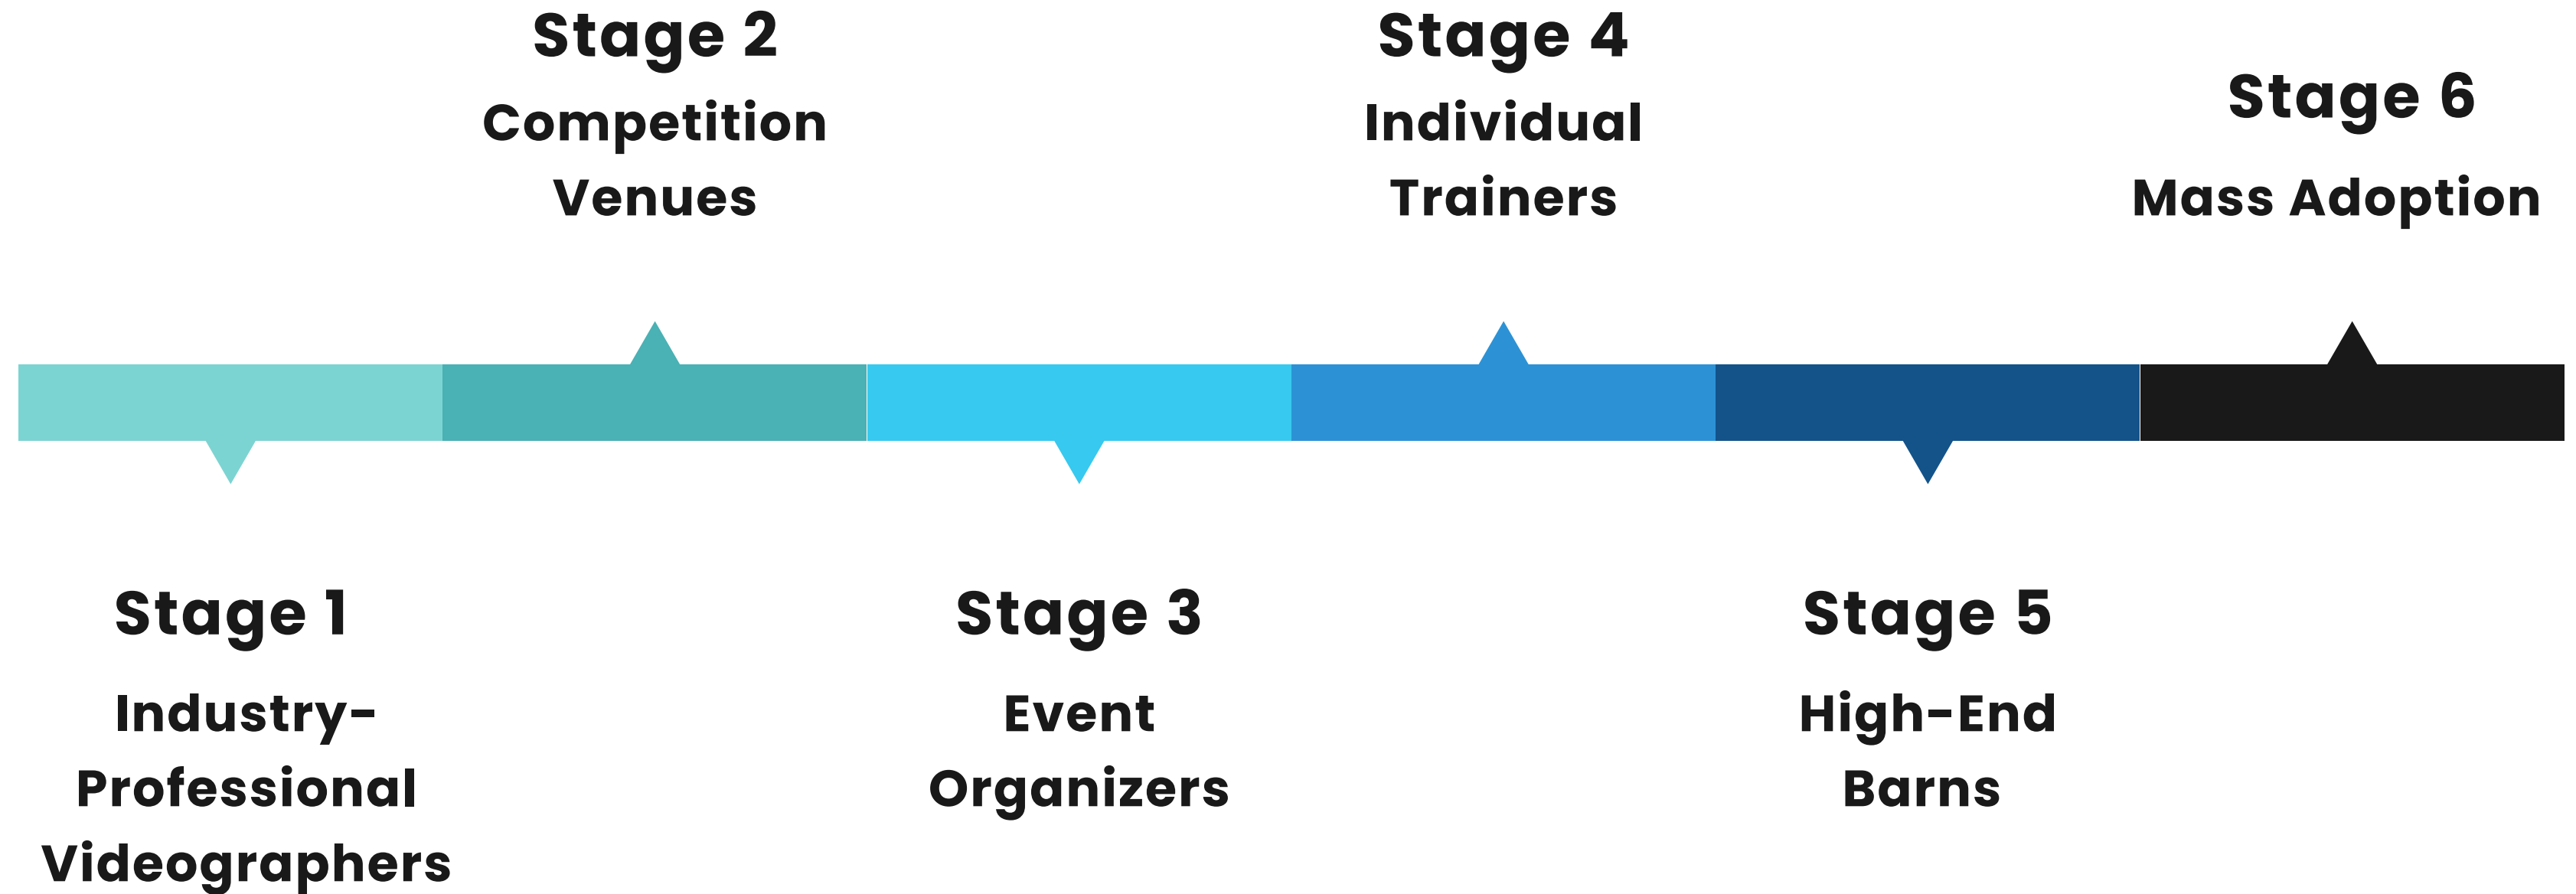 Stage 1
Industry-
Professional
Videographers
Stage 2
Competition
Venues
Stage 3
Event
Organizers
Stage 4
Individual
Trainers
Stage 5
High-End
Barns
Stage 6
Mass Adoption